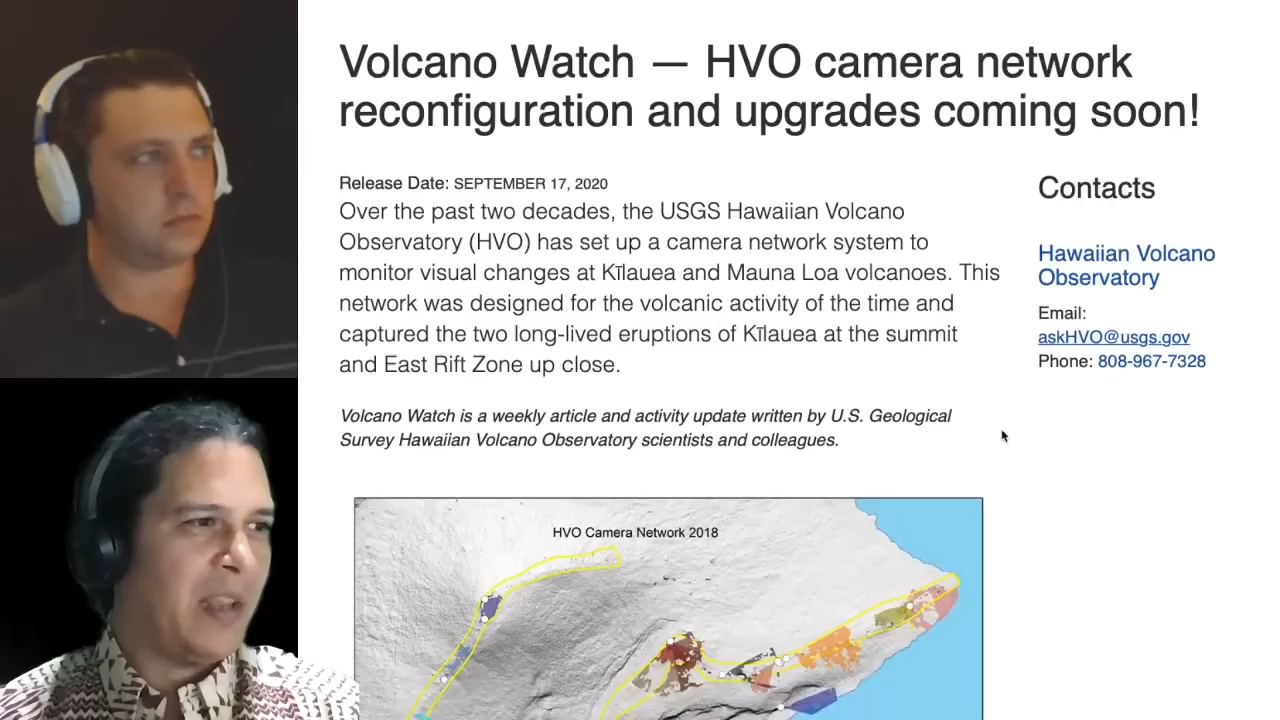 Volcano Watch — HVO camera network
reconfiguration and upgrades coming soon!
Release Date: SEPTEMBER 17, 2020
Over the past two decades, the USGS Hawaiian Volcano
Observatory (HVO) has set up a camera network system to
monitor visual changes at Kīlauea and Mauna Loa volcanoes. This
network was designed for the volcanic activity of the time and
captured the two long-lived eruptions of Kīlauea at the summit
and East Rift Zone up close.
Volcano Watch is a weekly article and activity update written by U.S. Geological
Survey Hawaiian Volcano Observatory scientists and colleagues.
Contacts
Hawaiian Volcano
Observatory
Email:
askHVO@usgs.gov
Phone: 808-967-7328
HVO Camera Network 2018